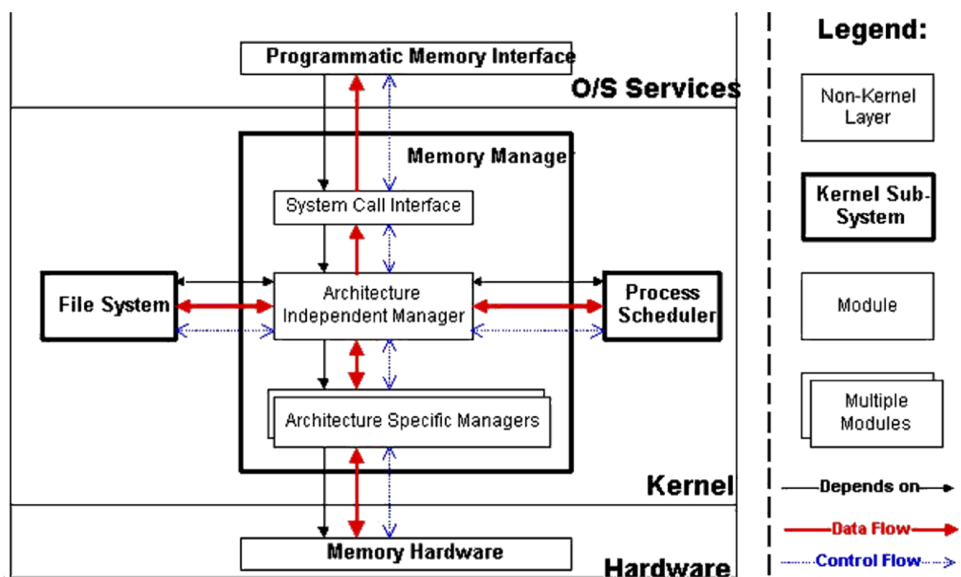 Programmatic Memory Interface
O/S Services
Memory Manager
System Call Interface
File System
Architecture
Independent Manager
Process
Scheduler
Architecture Specific Managers
Kernel
Memory Hardware
Hardware
Legend:
Non-Kernel
Layer
Kernel Sub-
System
Module
Multiple
Modules
Depends on
Data Flow
Control Flow